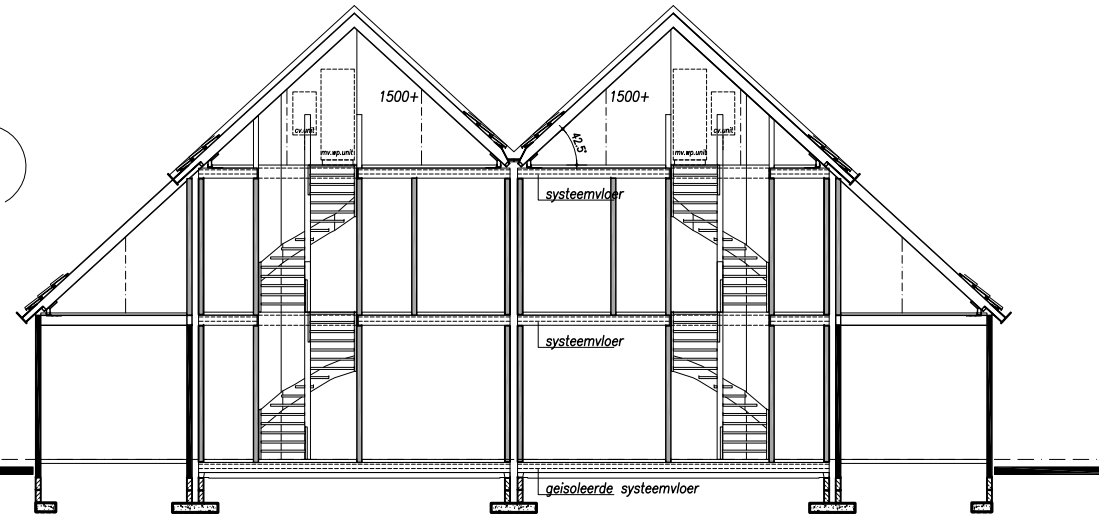 1500+
1500+
cv.unit
mv.wp.unit
42.5°
mv.wp.unit
cv.unit
systeemvloer
systeemvloer
geisoleerde systeemvloer